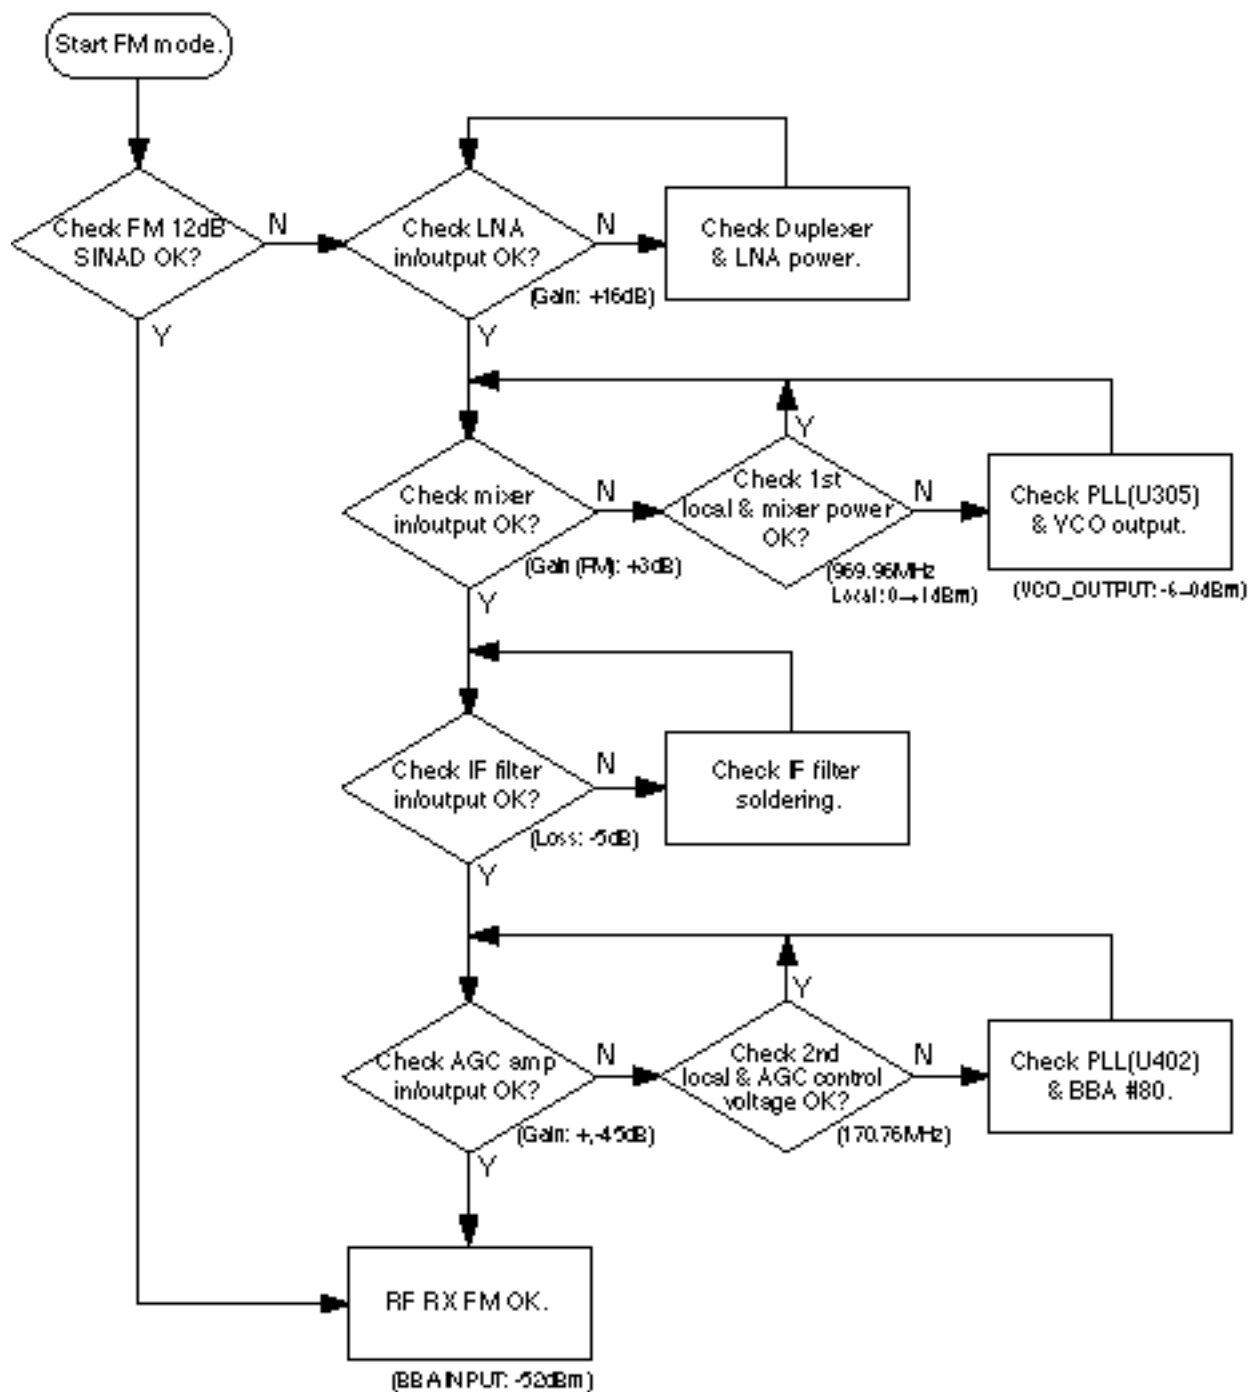 Start FM mode.
Check FM 12dB
SINAD OK?
N
Y
Check LNA
in/output OK?
N
(Gain: +16dB)
Y
Check Duplexer
& LNA power.
Check mixer
in/output OK?
N
(Gain (FM): +3dB)
Y
Check 1st
local & mixer power
OK?
Y
N
(969.96MHz
Local: 0~+1dBm)
Check PLL(U305)
& VCO output.
(VCO_OUTPUT: -6~0dBm)
Check IF filter
in/output OK?
N
(Loss: -5dB)
Y
Check IF filter
soldering.
Check AGC amp
in/output OK?
N
(Gain: +,-45dB)
Y
Check 2nd
local & AGC control
voltage OK?
Y
N
(170.76MHz)
Check PLL(U402)
& BBA #80.
RF RX FM OK.
(BBA INPUT: -52dBm)